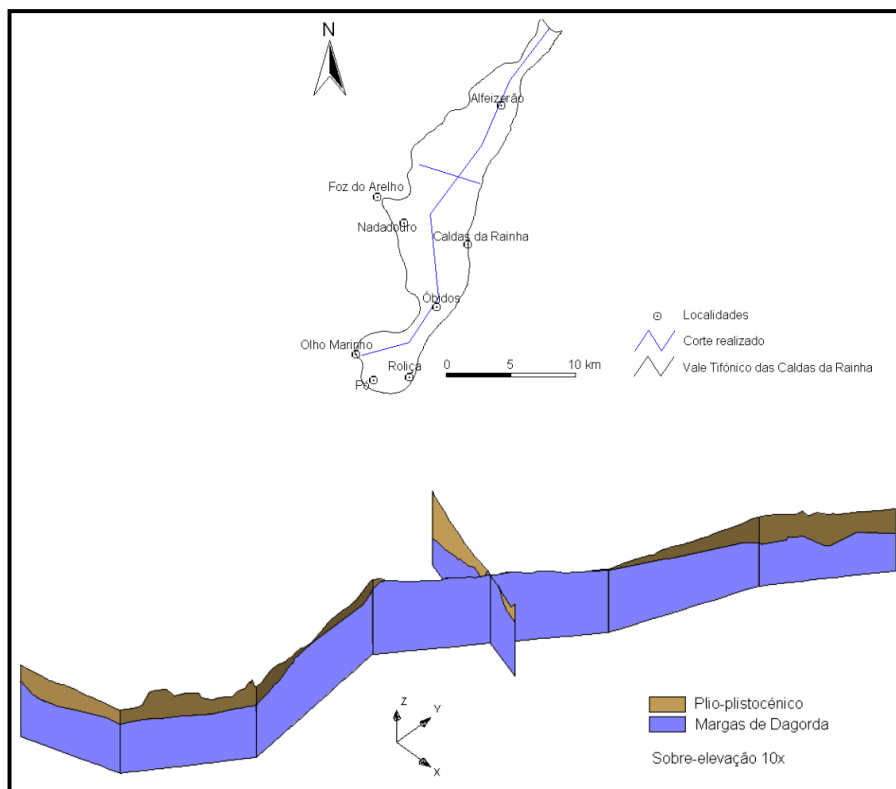 N
Alfeizerão
Foz do Arelho
Nadadouro
Caldas da Rainha
Óbidos
Olho Marinho
Roliça
Pó
0 5 10 km
Localidades
Corte realizado
Vale Tifónico das Caldas da Rainha
Z
Y
X
Plio-plistocénico
Margas de Dagorda
Sobre-elevação 10x